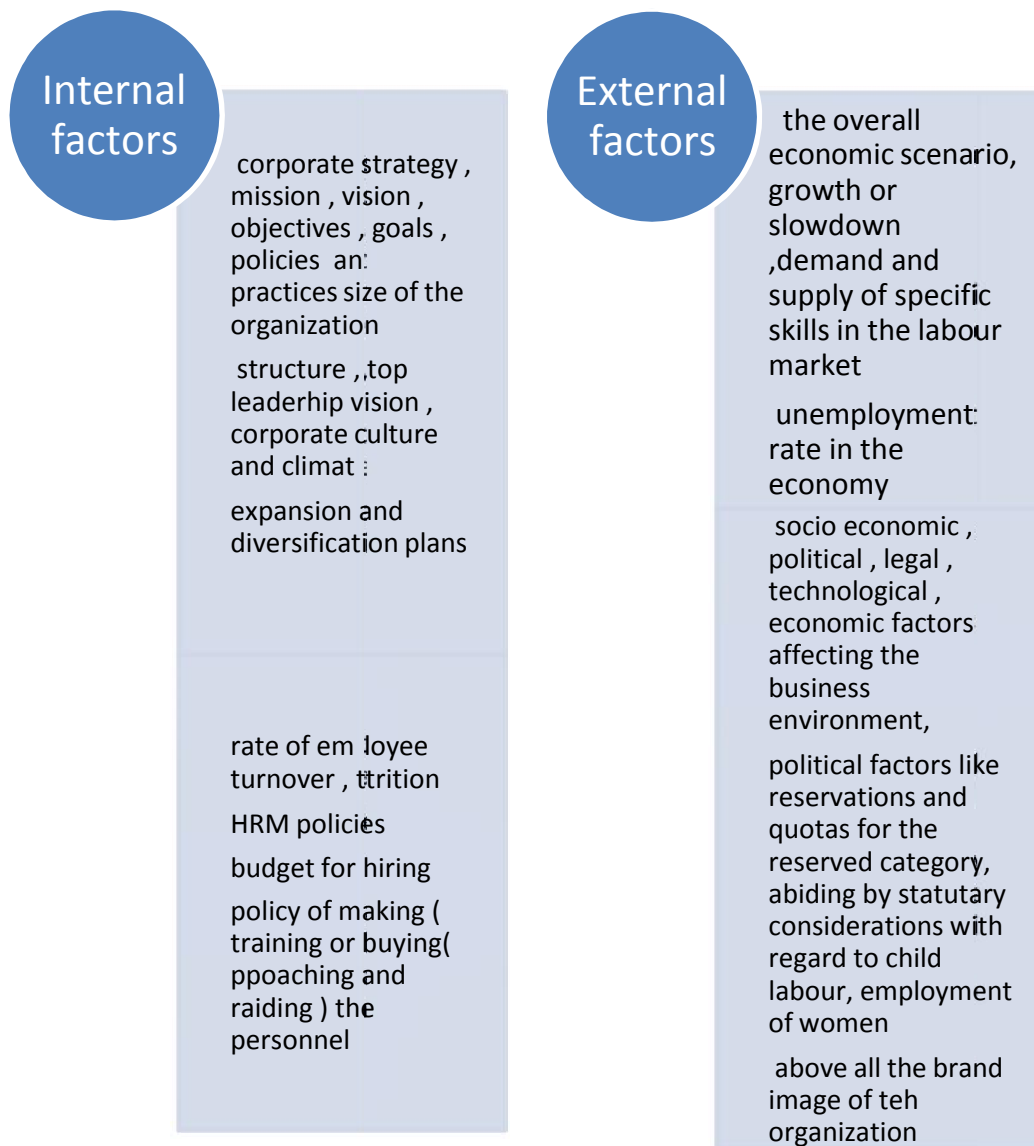 Internal
factors
corporate strategy ,
mission , vision ,
objectives , goals ,
policies an
practices size of the
organization
structure , top
leaderhip vision ,
corporate culture
and climat
expansion and
diversification plans
rate of em loyee
turnover , ttrition
HRM policies
budget for hiring
policy of making (
training or buying(
ppoaching and
raiding ) the
personnel
External
factors
the overall
economic scenario,
growth or
slowdown
,demand and
supply of specific
skills in the labour
market
unemployment
rate in the
economy
socio economic ,
political , legal ,
technological ,
economic factors
affecting the
business
environment,
political factors like
reservations and
quotas for the
reserved category,
abiding by statutary
considerations with
regard to child
labour, employment
of women
above all the brand
image of teh
organization